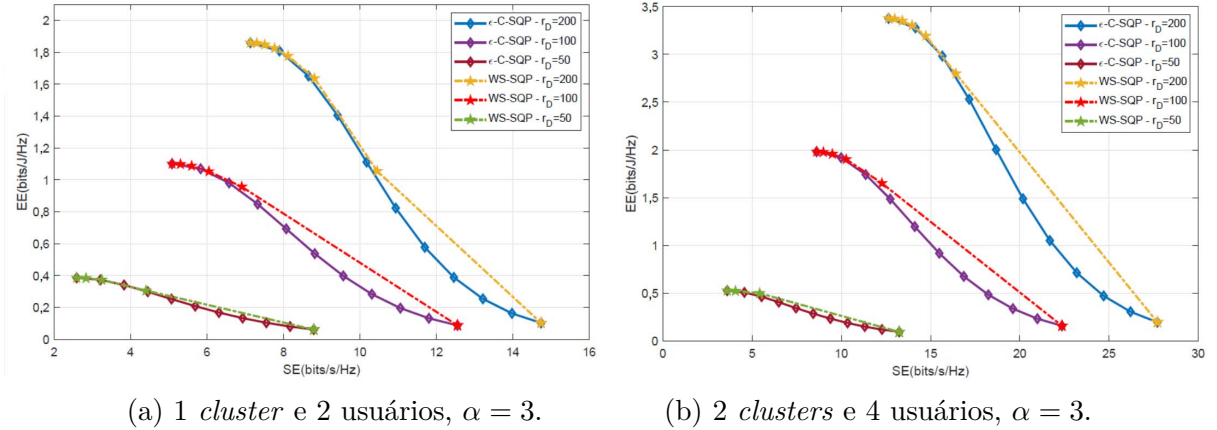 2
1,8
1,6
1,4
1,2
1
0,8
0,6
0,4
0,2
0
EE(bits/J/Hz)
2 4 6 8 10 12 14 16
SE(bits/s/Hz)
ϵ-C-SQP - r_D=200
ϵ-C-SQP - r_D=100
ϵ-C-SQP - r_D=50
WS-SQP - r_D=200
WS-SQP - r_D=100
WS-SQP - r_D=50
(a) 1 cluster e 2 usuários, α = 3.
3,5
3
2,5
2
1,5
1
0,5
0
EE(bits/J/Hz)
0 5 10 15 20 25 30
SE(bits/s/Hz)
ϵ-C-SQP - r_D=200
ϵ-C-SQP - r_D=100
ϵ-C-SQP - r_D=50
WS-SQP - r_D=200
WS-SQP - r_D=100
WS-SQP - r_D=50
(b) 2 clusters e 4 usuários, α = 3.